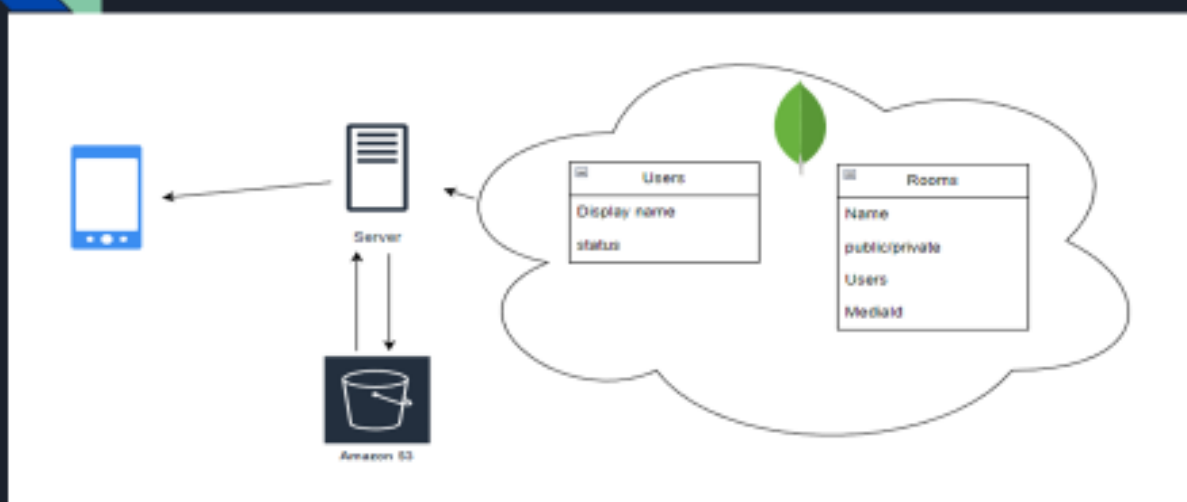 Users
Display name
status
Rooms
Name
public/private
Users
MediaId
Server
Amazon S3